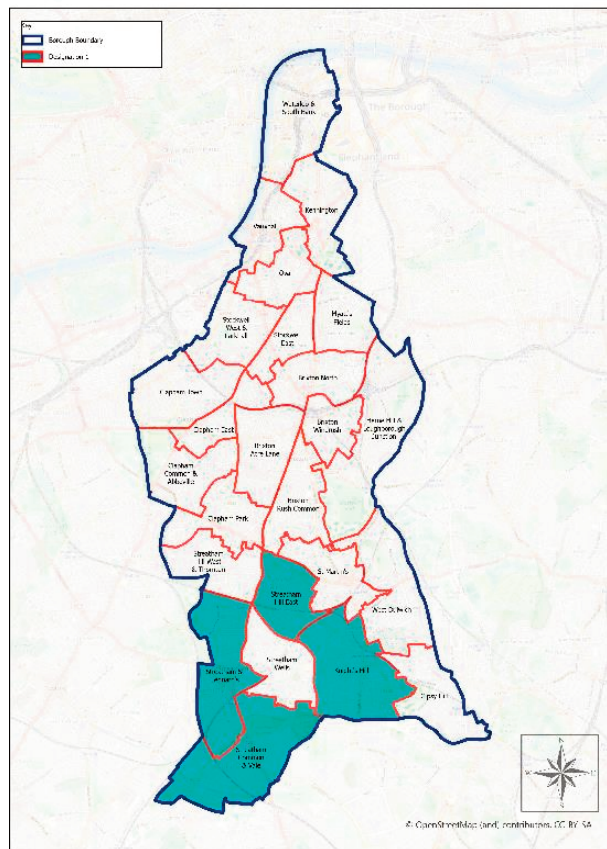 Key
Borough Boundary
Designation 1
Waterloo &
South Bank
The Borough
Kennington
Vauxhall
Oval
Stockwell
West &
Larkhall
Stockwell
East
Myatt's
Fields
Clapham Town
Brixton North
Clapham East
Brixton
Acre Lane
Brixton
Windrush
Herne Hill &
Loughborough
Junction
Clapham
Common &
Abbeville
Brixton
Rush Common
Clapham Park
Streatham
Hill West
& Thornton
St Martin's
Streatham
Hill East
West Dulwich
Streatham
Wells
Streatham St
Leonard's
Knight's Hill
Gipsy Hill
Streatham
Common
& Vale
© OpenStreetMap (and) contributors, CC-BY-SA